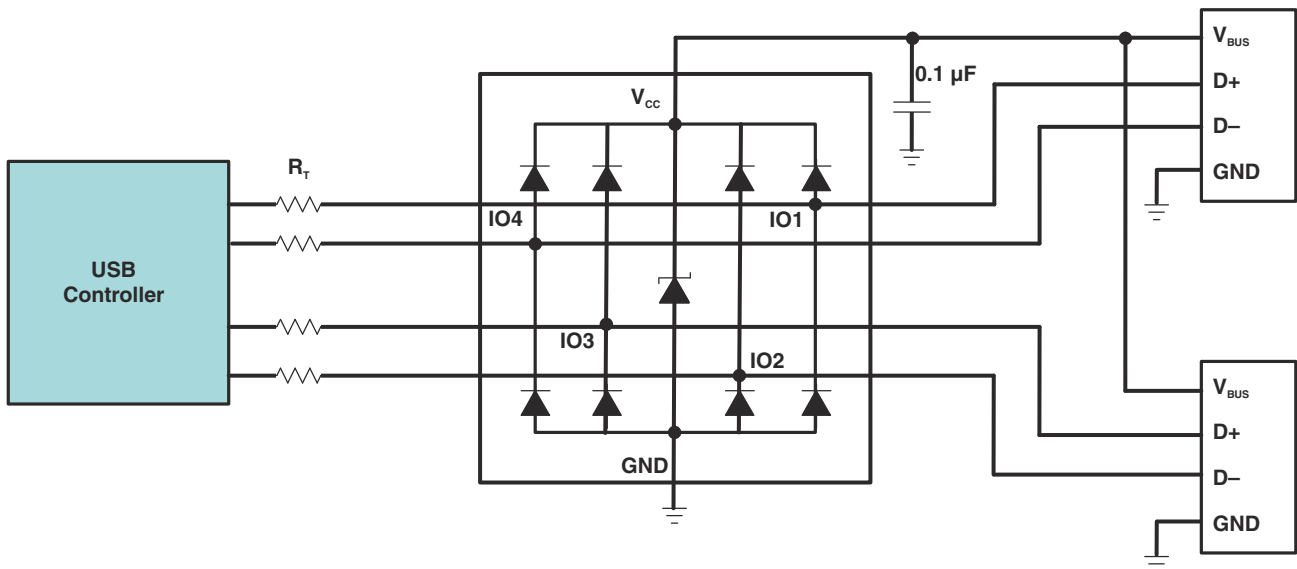 USB
Controller
R_T
V_CC
IO4
IO1
IO3
IO2
GND
0.1 µF
V_BUS
D+
D–
GND
V_BUS
D+
D–
GND